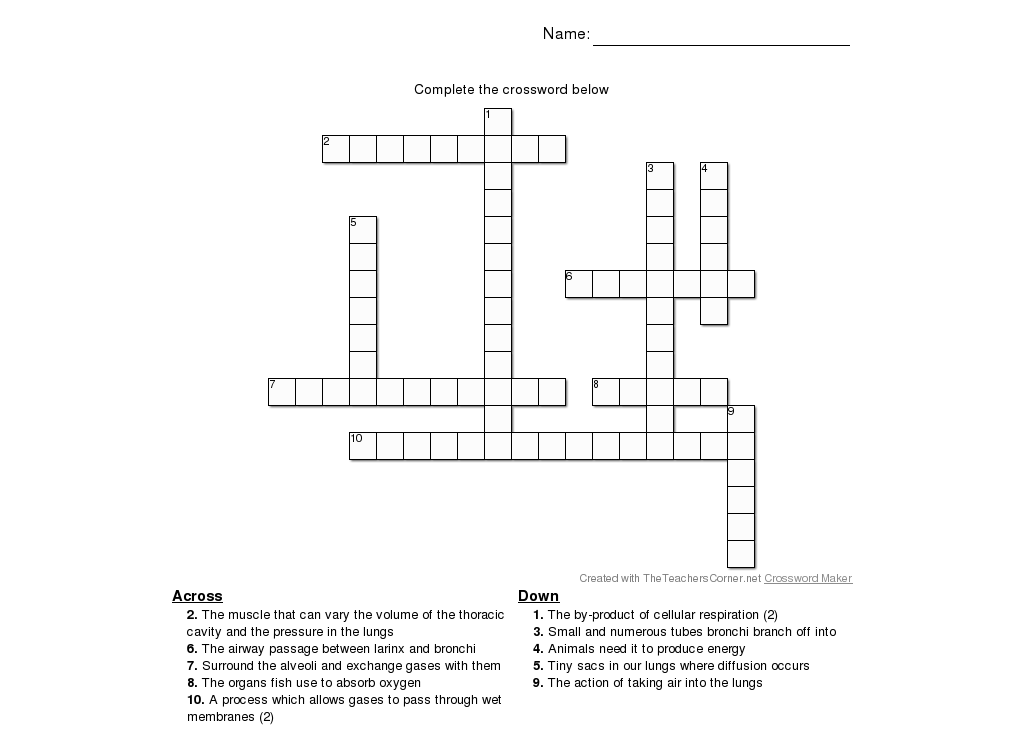 Name:
Complete the crossword below
1
2
3 4
5
6
7 8
9
10
Created with TheTeachersCorner.net Crossword Maker
Across
2. The muscle that can vary the volume of the thoracic
cavity and the pressure in the lungs
6. The airway passage between larinx and bronchi
7. Surround the alveoli and exchange gases with them
8. The organs fish use to absorb oxygen
10. A process which allows gases to pass through wet
membranes (2)
Down
1. The by-product of cellular respiration (2)
3. Small and numerous tubes bronchi branch off into
4. Animals need it to produce energy
5. Tiny sacs in our lungs where diffusion occurs
9. The action of taking air into the lungs